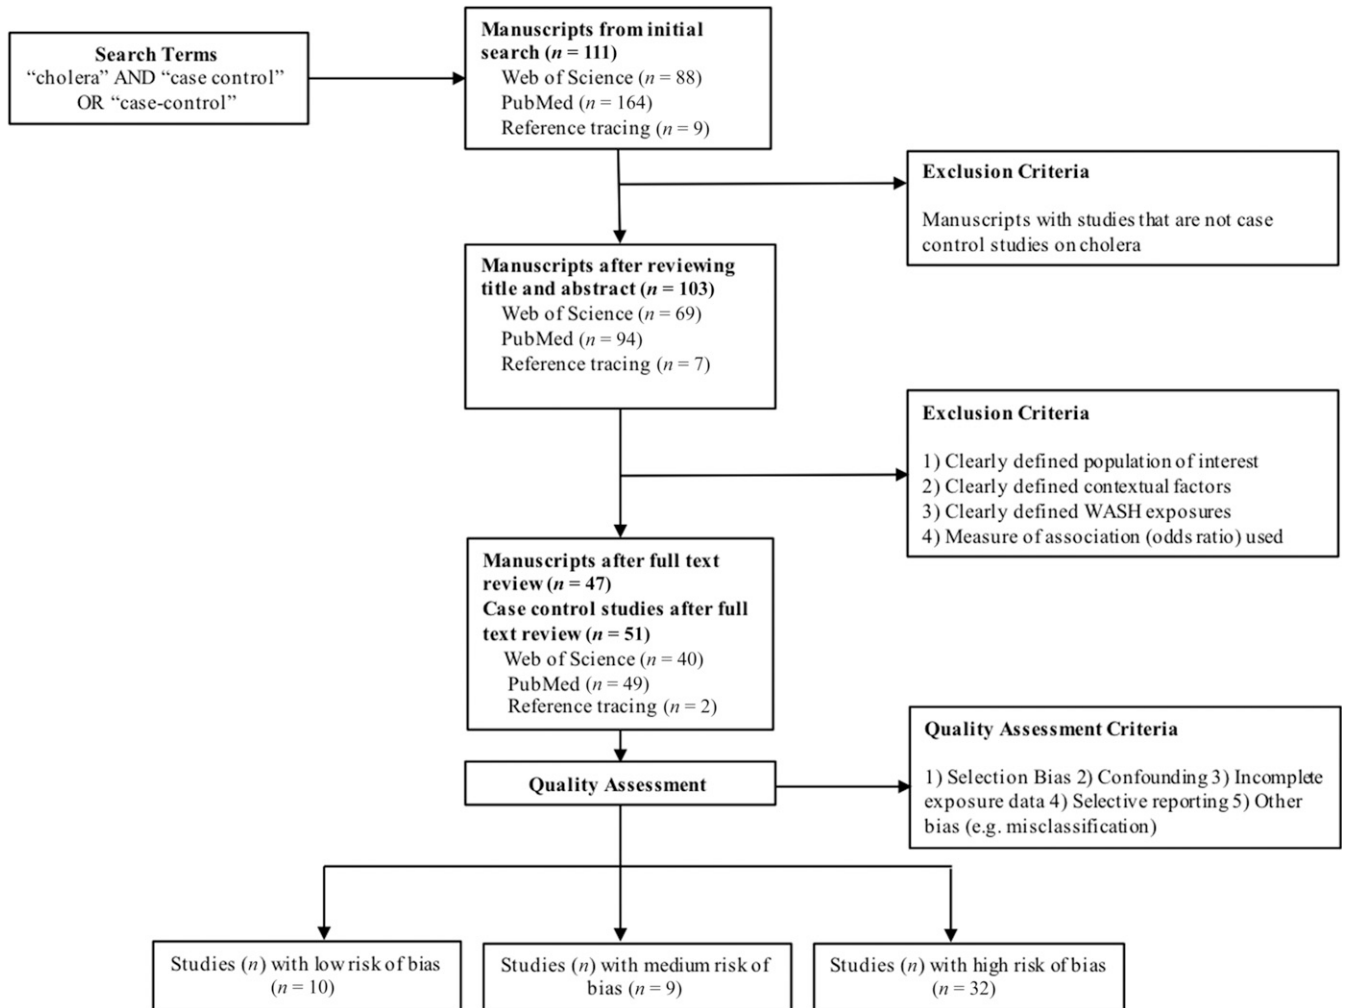 Search Terms
“cholera” AND “case control”
OR “case-control”
Manuscripts from initial
search (n = 111)
Web of Science (n = 88)
PubMed (n = 164)
Reference tracing (n = 9)
Exclusion Criteria
Manuscripts with studies that are not case
control studies on cholera
Manuscripts after reviewing
title and abstract (n = 103)
Web of Science (n = 69)
PubMed (n = 94)
Reference tracing (n = 7)
Exclusion Criteria
1) Clearly defined population of interest
2) Clearly defined contextual factors
3) Clearly defined WASH exposures
4) Measure of association (odds ratio) used
Manuscripts after full text
review (n = 47)
Case control studies after full
text review (n = 51)
Web of Science (n = 40)
PubMed (n = 49)
Reference tracing (n = 2)
Quality Assessment
Quality Assessment Criteria
1) Selection Bias 2) Confounding 3) Incomplete
exposure data 4) Selective reporting 5) Other
bias (e.g. misclassification)
Studies (n) with low risk of bias
(n = 10)
Studies (n) with medium risk of
bias (n = 9)
Studies (n) with high risk of bias
(n = 32)